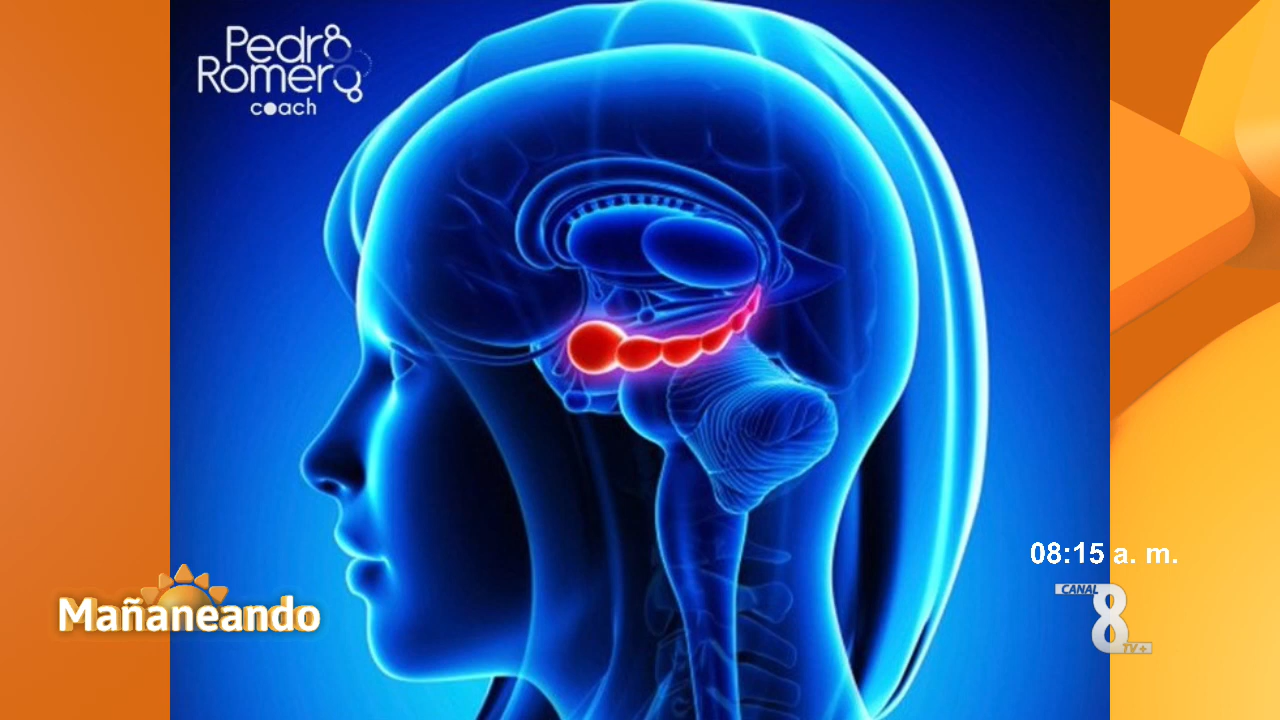 Pedro
Romero
coach
08:15 a. m.
CANAL
8
TV+
Mañaneando